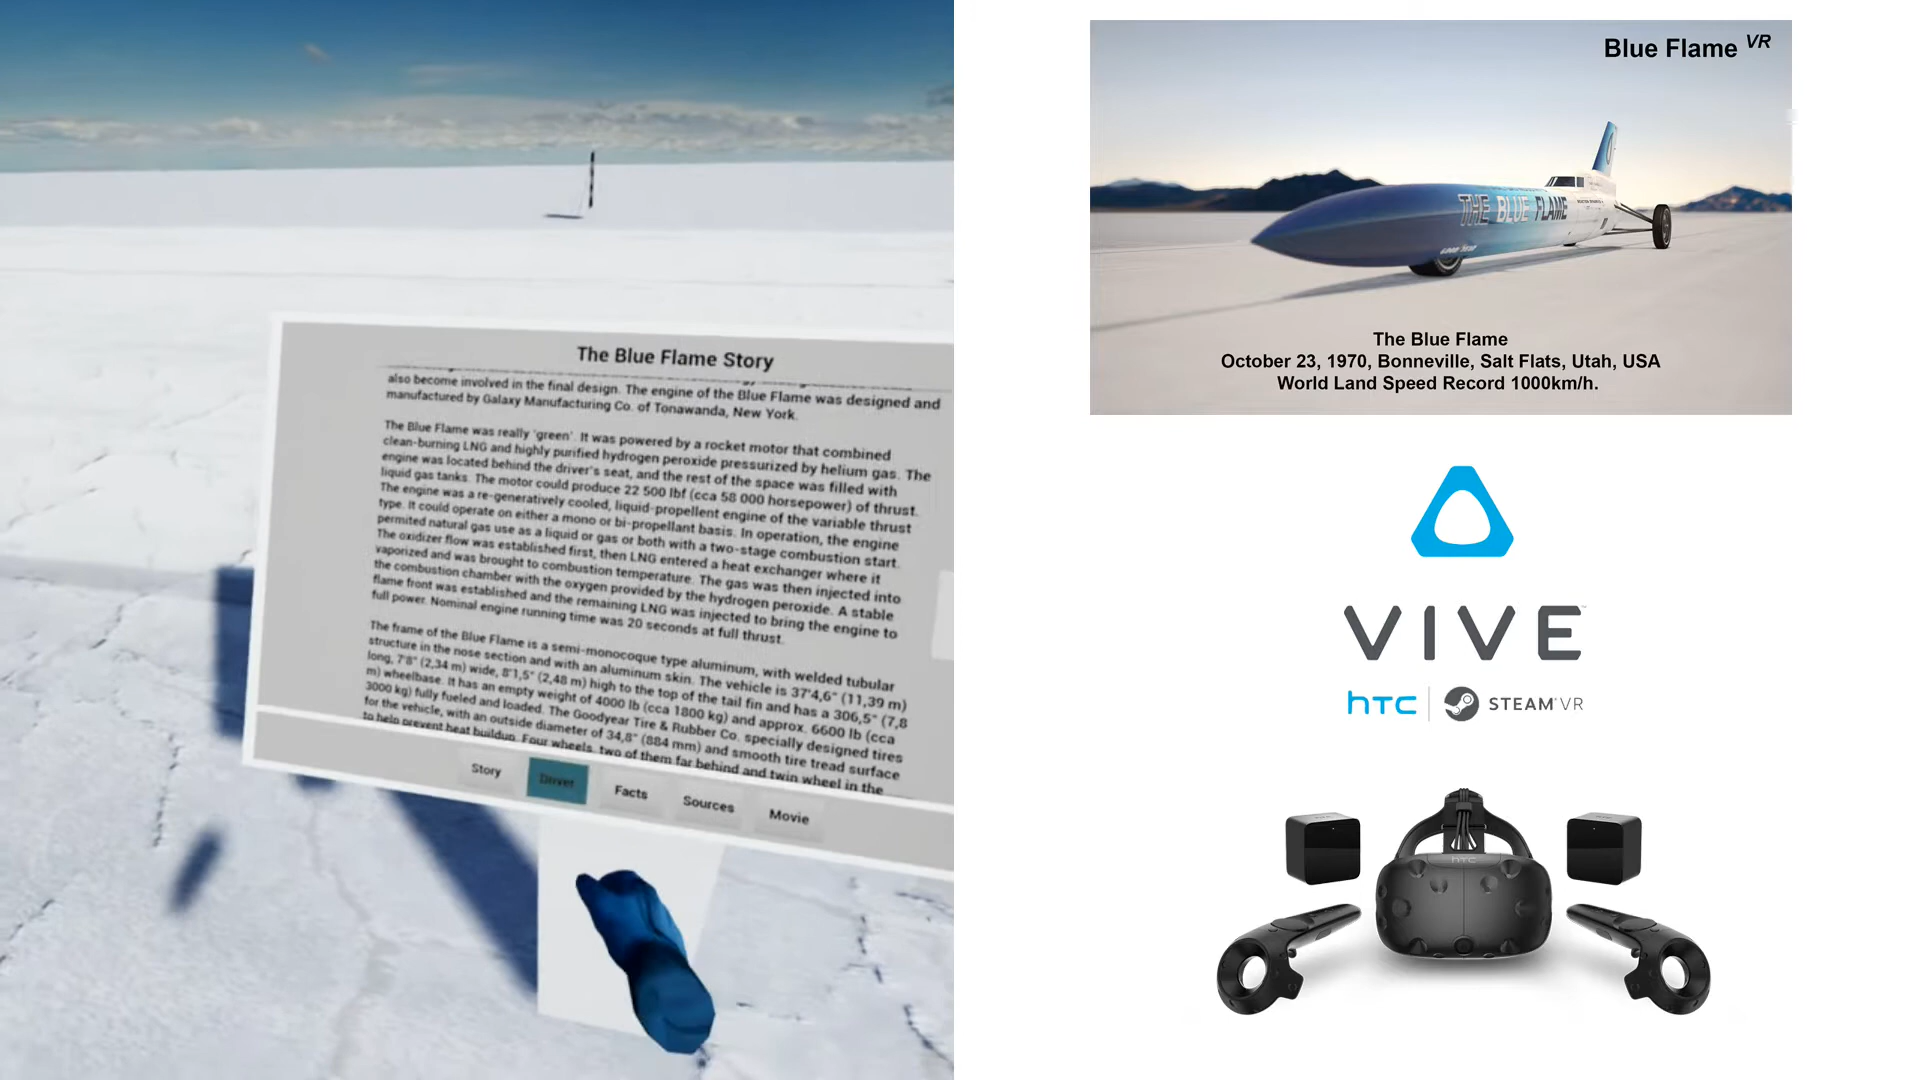 The Blue Flame Story
also become involved in the final design. The engine of the Blue Flame was designed and
manufactured by Galaxy Manufacturing Co. of Tonawanda, New York.
The Blue Flame was really 'green'. It was powered by a rocket motor that combined
clean-burning LNG and highly purified hydrogen peroxide pressurized by helium gas. The
engine was located behind the driver's seat, and the rest of the space was filled with
liquid gas tanks. The motor could produce 22 500 lbf (cca 58 000 horsepower) of thrust.
The engine was a re-generatively cooled, liquid-propellent engine of the variable thrust
type. It could operate on either a mono or bi-propellant basis. In operation, the engine
permited natural gas use as a liquid or gas or both with a two-stage combustion start.
The oxidizer flow was established first, then LNG entered a heat exchanger where it
vaporized and was brought to combustion temperature. The gas was then injected into
the combustion chamber with the oxygen provided by the hydrogen peroxide. A stable
flame front was established and the remaining LNG was injected to bring the engine to
full power. Nominal engine running time was 20 seconds at full thrust.
The frame of the Blue Flame is a semi-monocoque type aluminum, with welded tubular
structure in the nose section and with an aluminum skin. The vehicle is 37'4,6" (11,39 m)
long, 7'8" (2,34 m) wide, 8'1,5" (2,48 m) high to the top of the tail fin and has a 306,5" (7,8
m) wheelbase. It has an empty weight of 4000 lb (cca 1800 kg) and approx. 6600 lb (cca
3000 kg) fully fueled and loaded. The Goodyear Tire & Rubber Co. specially designed tires
for the vehicle, with an outside diameter of 34,8" (884 mm) and smooth tire tread surface
to help prevent heat buildup. Four wheels, two of them far behind and twin wheel in the
Story
Driver
Facts
Sources
Movie
Blue Flame VR
THE BLUE FLAME
The Blue Flame
October 23, 1970, Bonneville, Salt Flats, Utah, USA
World Land Speed Record 1000km/h.
VIVE
hTC
STEAM VR
hTC